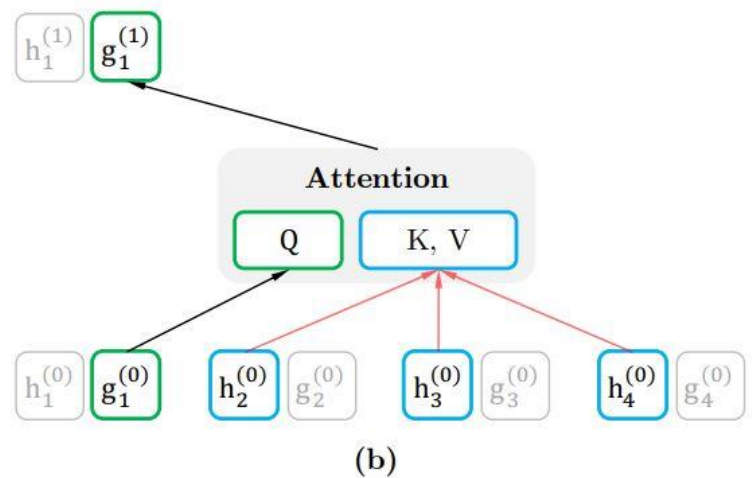 h₁⁽¹⁾ g₁⁽¹⁾
Attention
Q K, V
h₁⁽⁰⁾ g₁⁽⁰⁾ h₂⁽⁰⁾ g₂⁽⁰⁾ h₃⁽⁰⁾ g₃⁽⁰⁾ h₄⁽⁰⁾ g₄⁽⁰⁾
(b)